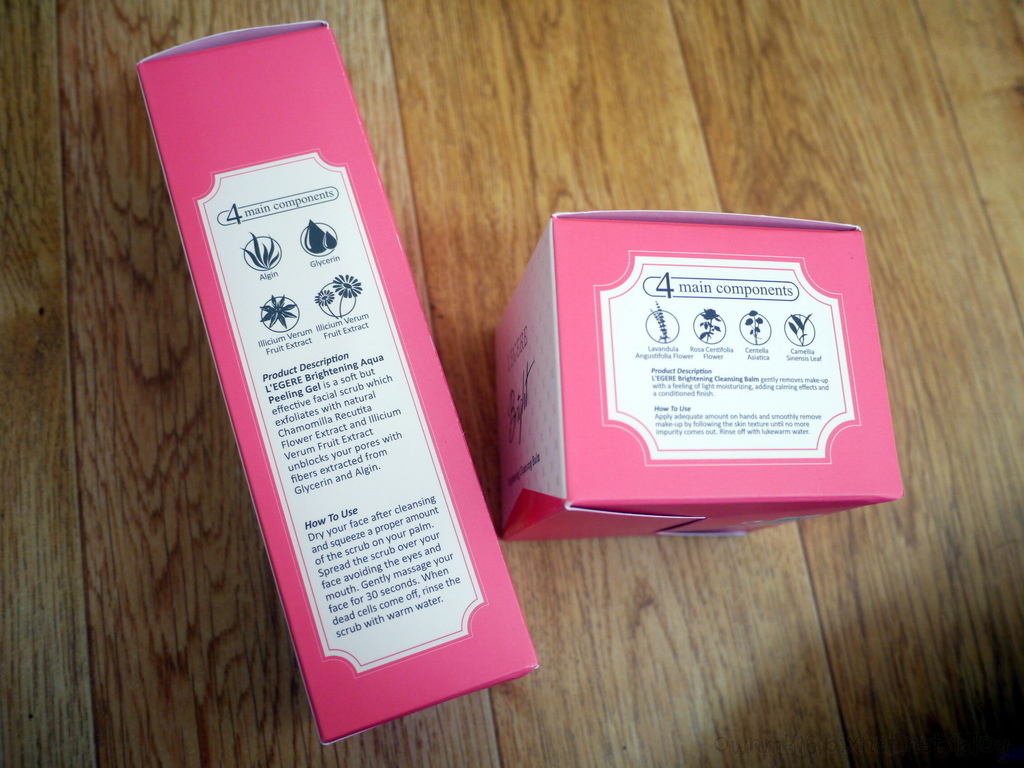 4 main components
Algin
Glycerin
Illicium Verum
Fruit Extract
Illicium Verum
Fruit Extract
Product Description
L'EGERE Brightening Aqua
Peeling Gel is a soft but
effective facial scrub which
exfoliates with natural
Chamomilla Recutita
Flower Extract and Illicium
Verum Fruit Extract
unblocks your pores with
fibers extracted from
Glycerin and Algin.
How To Use
Dry your face after cleansing
and squeeze a proper amount
of the scrub on your palm.
Spread the scrub over your
face avoiding the eyes and
mouth. Gently massage your
face for 30 seconds. When
dead cells come off, rinse the
scrub with warm water.
L'EGERE
Bright
Cleansing Balm
4 main components
Lavandula
Angustifolia Flower
Rosa Centifolia
Flower
Centella
Asiatica
Camellia
Sinensis Leaf
Product Description
L'EGERE Brightening Cleansing Balm gently removes make-up
with a feeling of light moisturizing, adding calming effects and
a conditioned finish.
How To Use
Apply adequate amount on hands and smoothly remove
make-up by following the skin texture until no more
impurity comes out. Rinse off with lukewarm water.